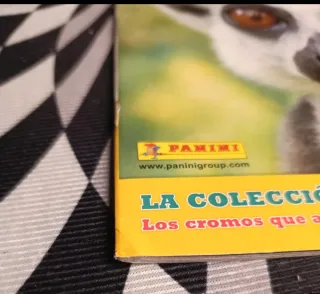 PANINI
www.paninigroup.com
LA COLECCIÓ
Los cromos que a